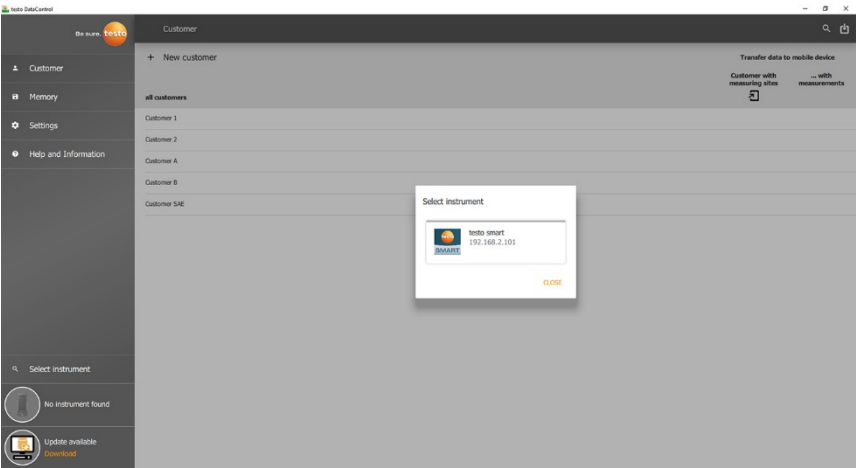 testo DataControl
Be sure. testo
Customer
Customer
Memory
Settings
Help and Information
+ New customer
Transfer data to mobile device
Customer with
measuring sites
... with
measurements
all customers
Customer 1
Customer 2
Customer A
Customer B
Customer SAE
Select instrument
testo
SMART
testo smart
192.168.2.101
CLOSE
Select instrument
No instrument found
Update available
Download